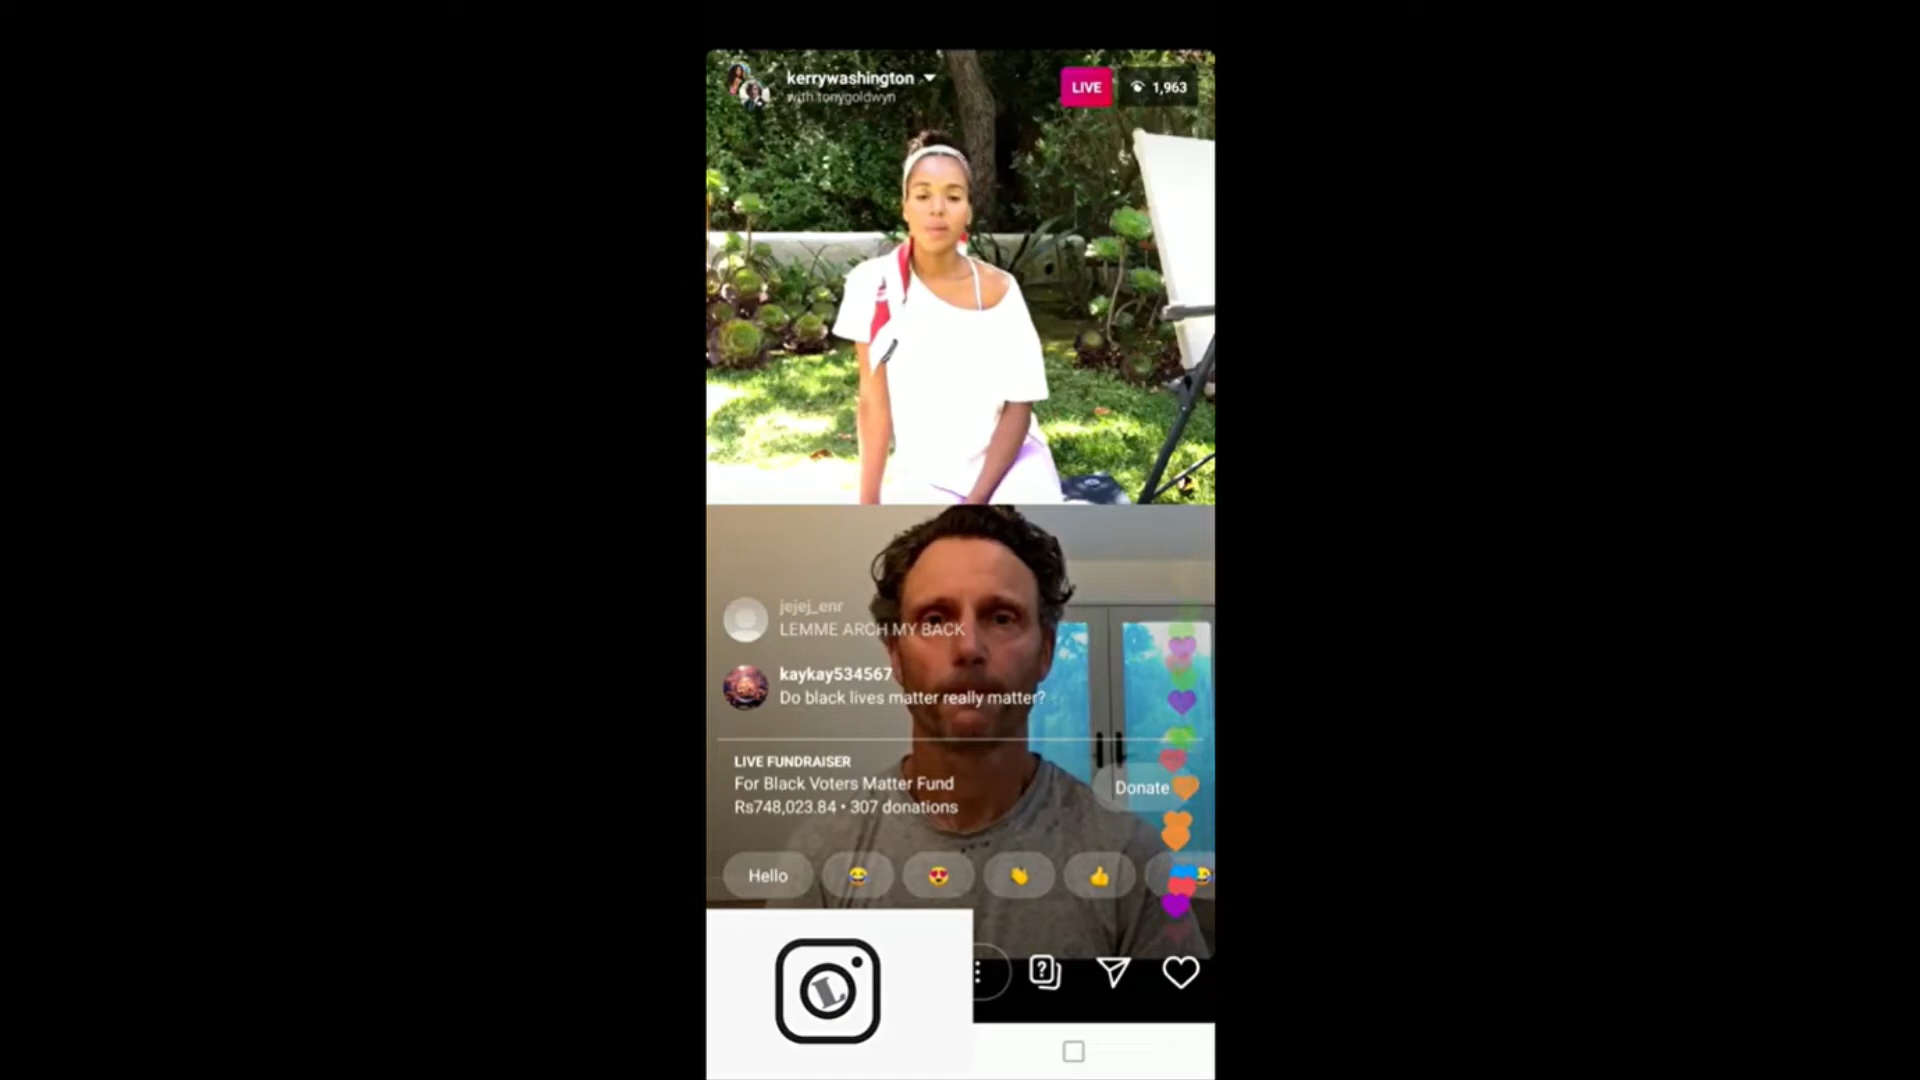 kerrywashington
with tonygoldwyn
LIVE
1,963
jejej_enr
LEMME ARCH MY BACK
kaykay534567
Do black lives matter really matter?
LIVE FUNDRAISER
For Black Voters Matter Fund
Rs748,023.84 • 307 donations
Donate
Hello
L